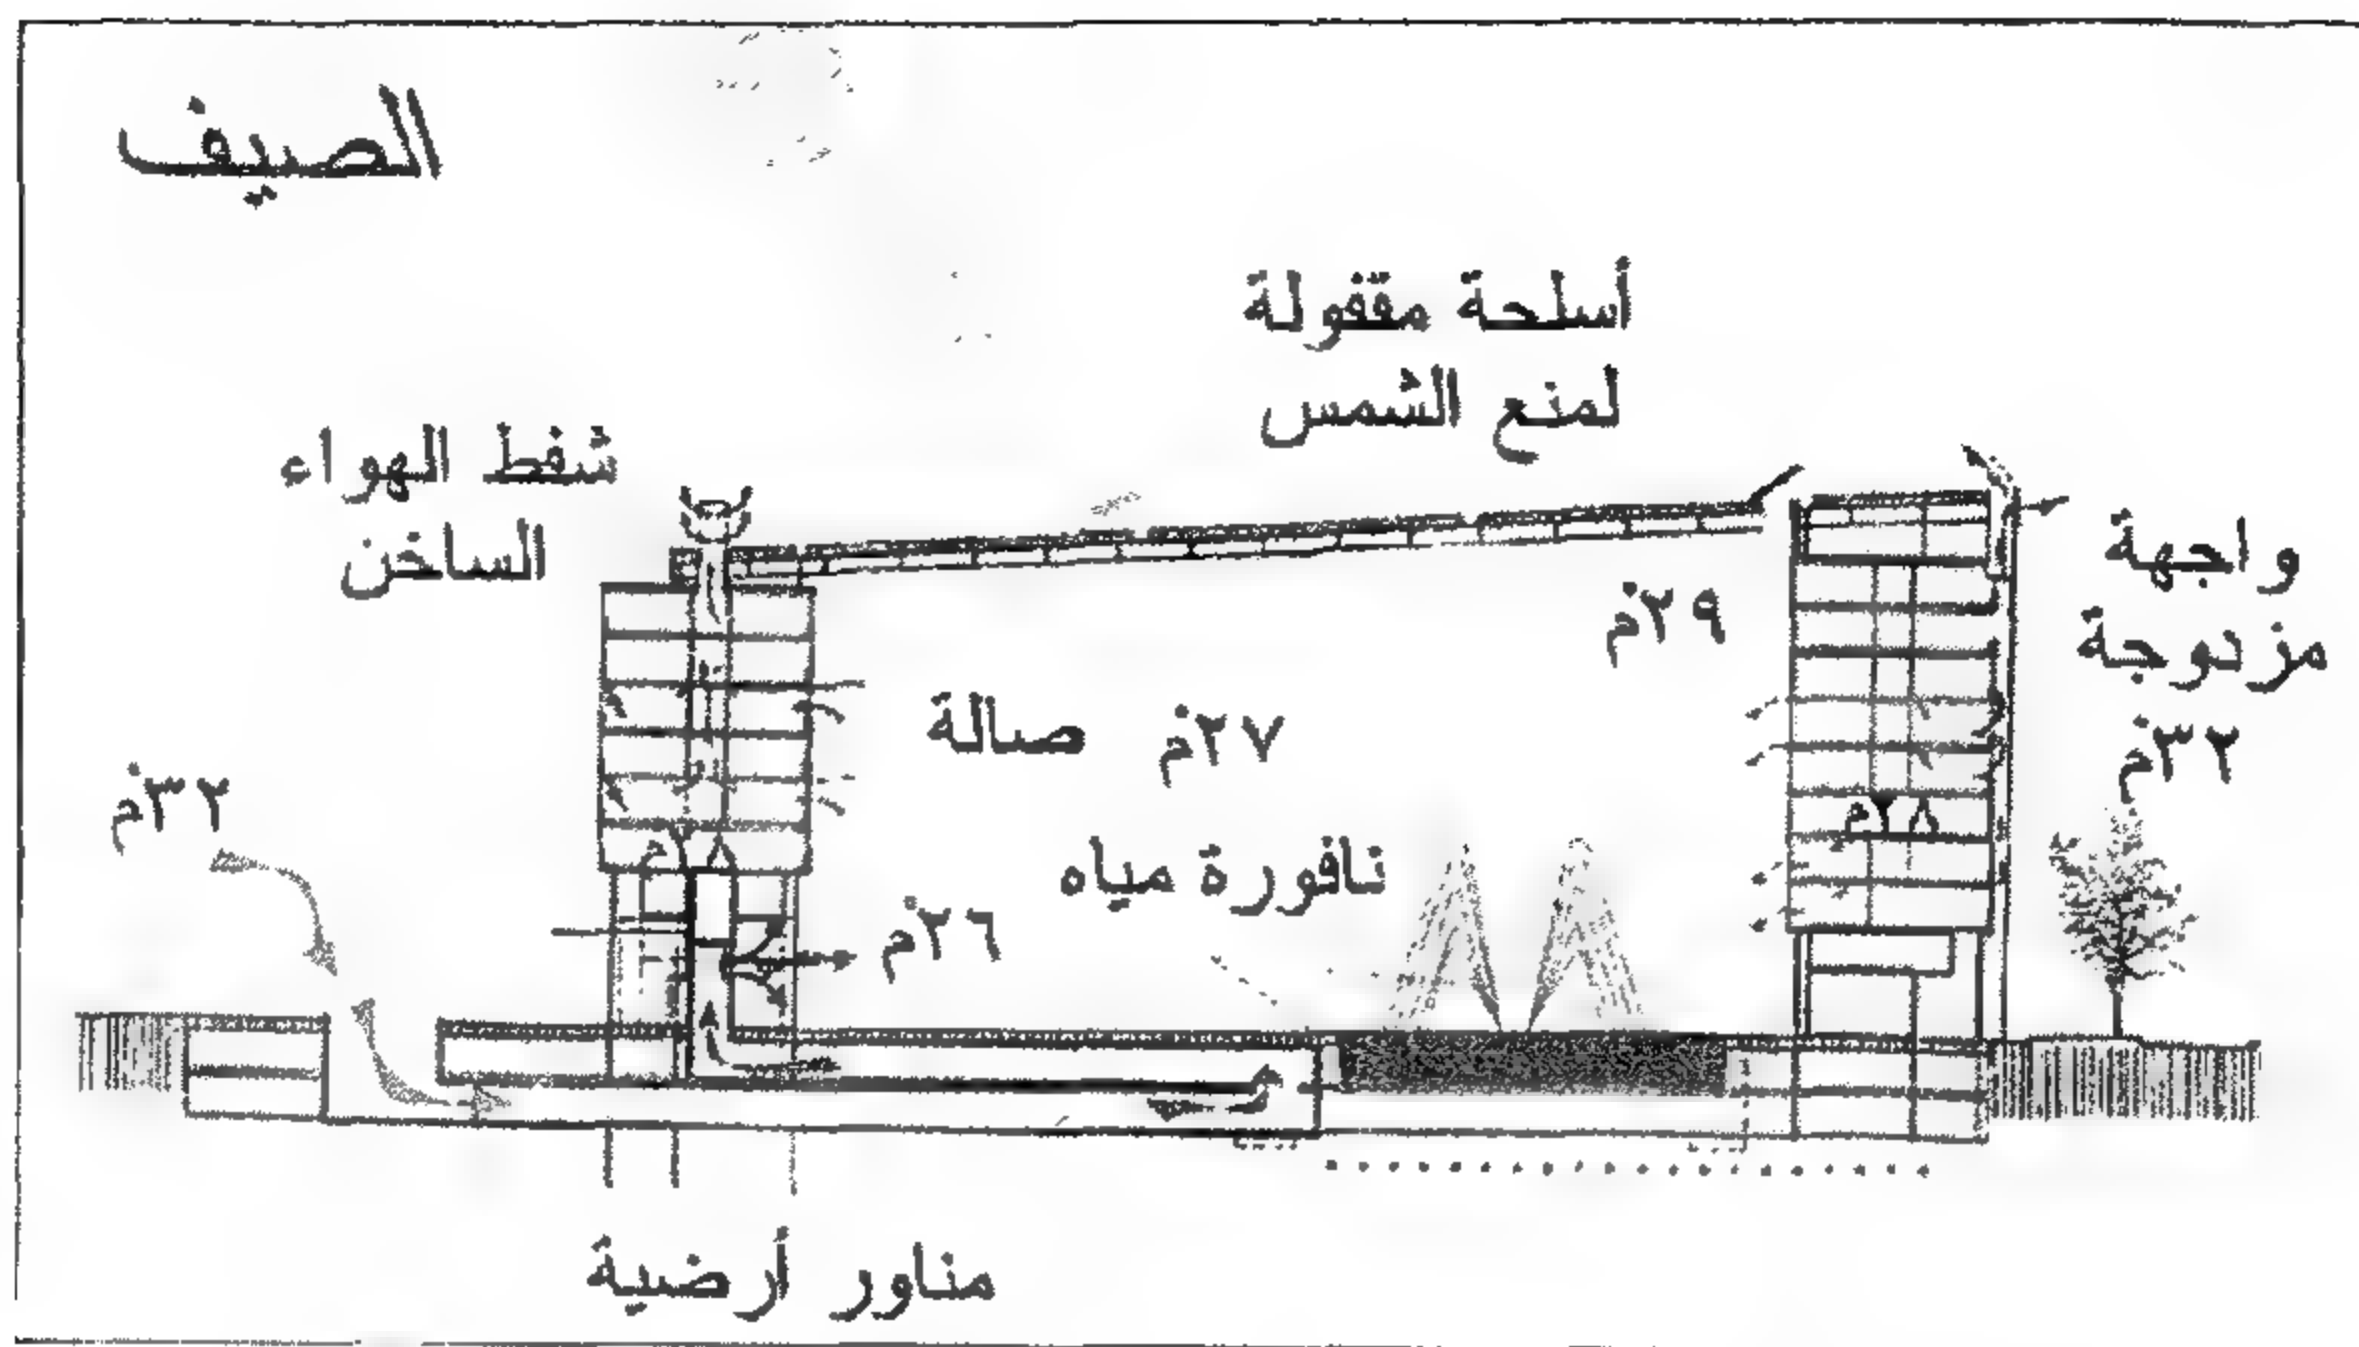 الصيف
أسلحة مقفولة
لمنع الشمس
شفط الهواء
الساخن
واجهة
مزدوجة
٣٢م°
٢٩م°
صالة ٢٧م°
٣٢م°
٢٨م
نافورة مياه
٢٨م
٢٦م°
مناور أرضية